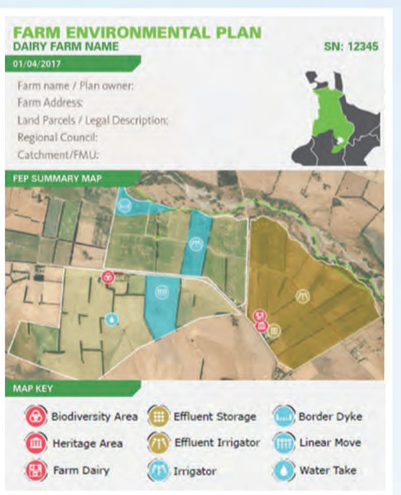 FARM ENVIRONMENTAL PLAN
DAIRY FARM NAME SN: 12345
01/04/2017
Farm name / Plan owner:
Farm Address:
Land Parcels / Legal Description:
Regional Council:
Catchment/FMU:
FEP SUMMARY MAP
MAP KEY
Biodiversity Area Effluent Storage Border Dyke
Heritage Area Effluent Irrigator Linear Move
Farm Dairy Irrigator Water Take